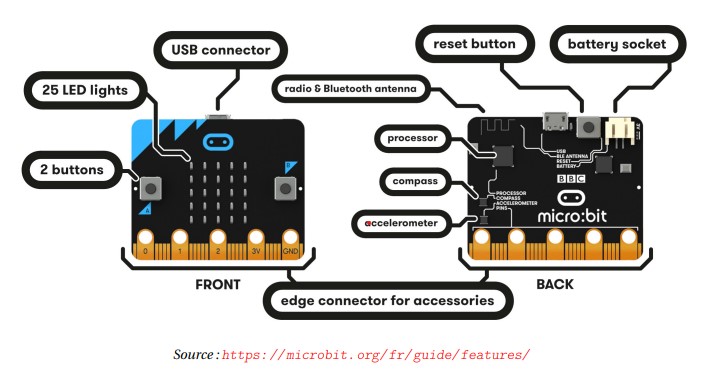 USB connector
25 LED lights
2 buttons
A
B
0 1 2 3V GND
FRONT
reset button
battery socket
radio & Bluetooth antenna
processor
compass
accelerometer
USB
BLE ANTENNA
RESET
BATTERY
BBC
micro:bit
PROCESSOR
COMPASS
ACCELEROMETER
PINS
BACK
edge connector for accessories
Source : https://microbit.org/fr/guide/features/